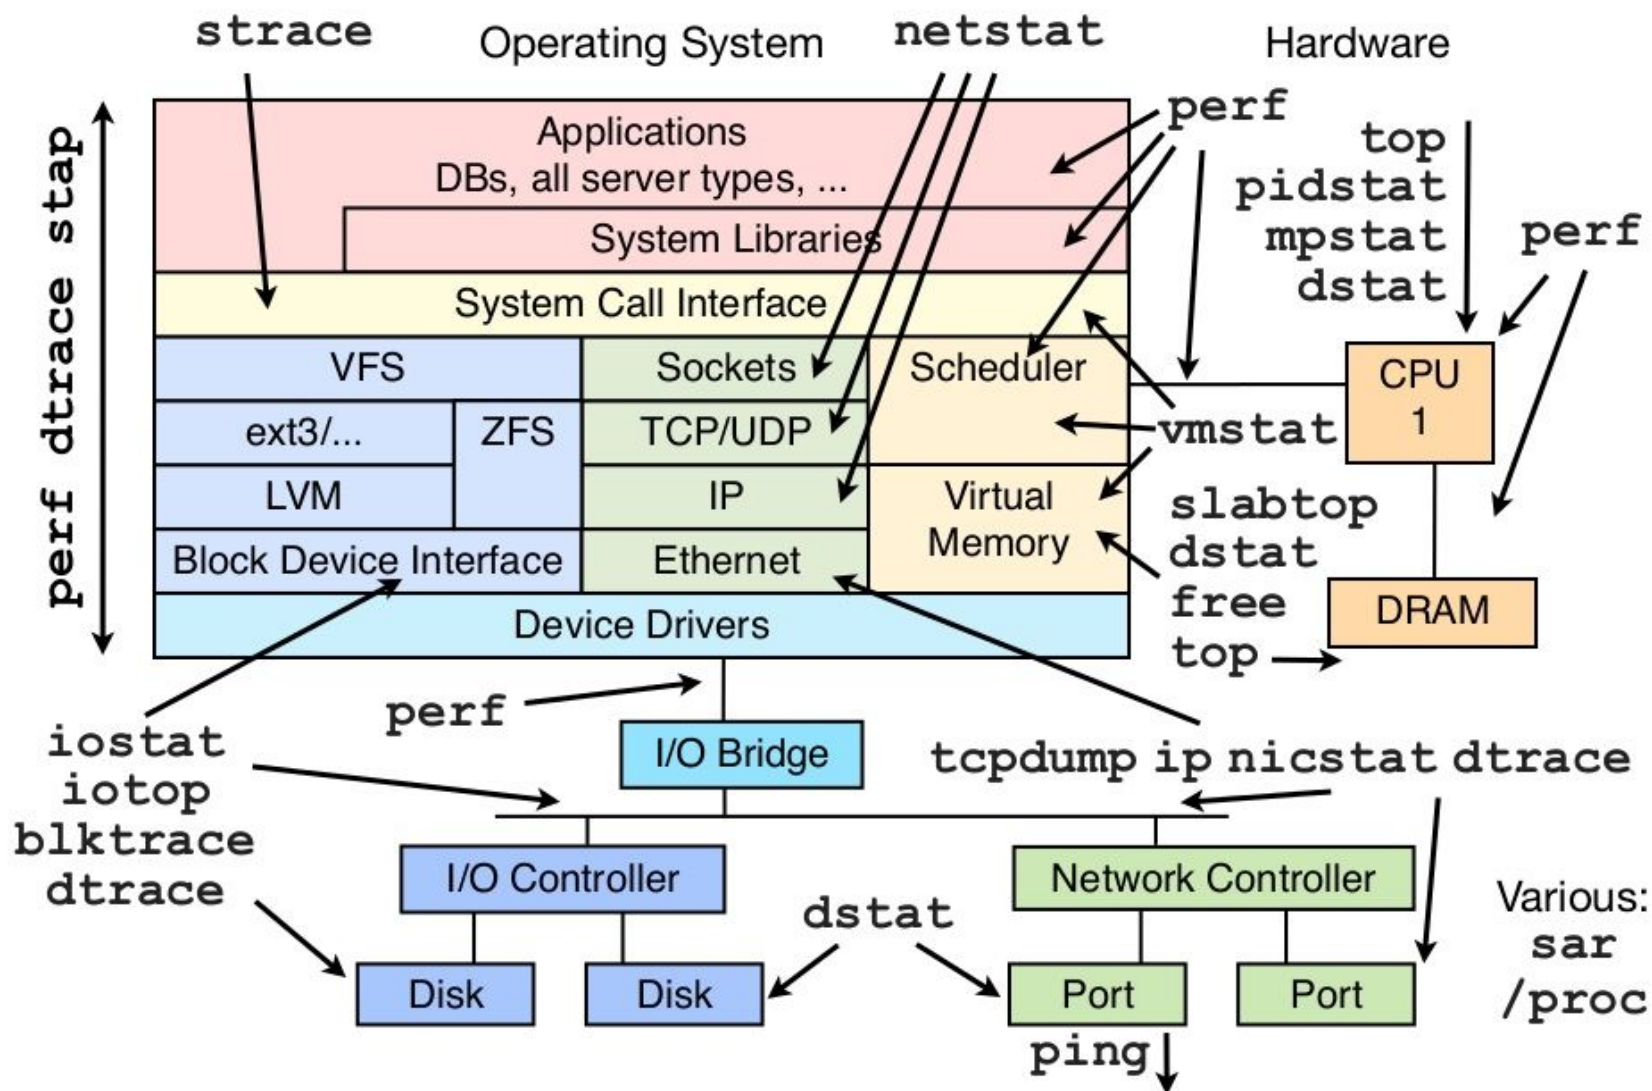 strace
Operating System
netstat
Hardware
perf dtrace stap
Applications
DBs, all server types, ...
System Libraries
System Call Interface
VFS
ext3/...
ZFS
LVM
Block Device Interface
Sockets
TCP/UDP
IP
Ethernet
Scheduler
Virtual
Memory
Device Drivers
perf
top
pidstat
mpstat
dstat
perf
CPU
1
vmstat
slabtop
dstat
free
top
DRAM
perf
I/O Bridge
iostat
iotop
blktrace
dtrace
tcpdump ip nicstat dtrace
I/O Controller
Network Controller
dstat
Disk
Disk
Port
Port
ping
Various:
sar
/proc